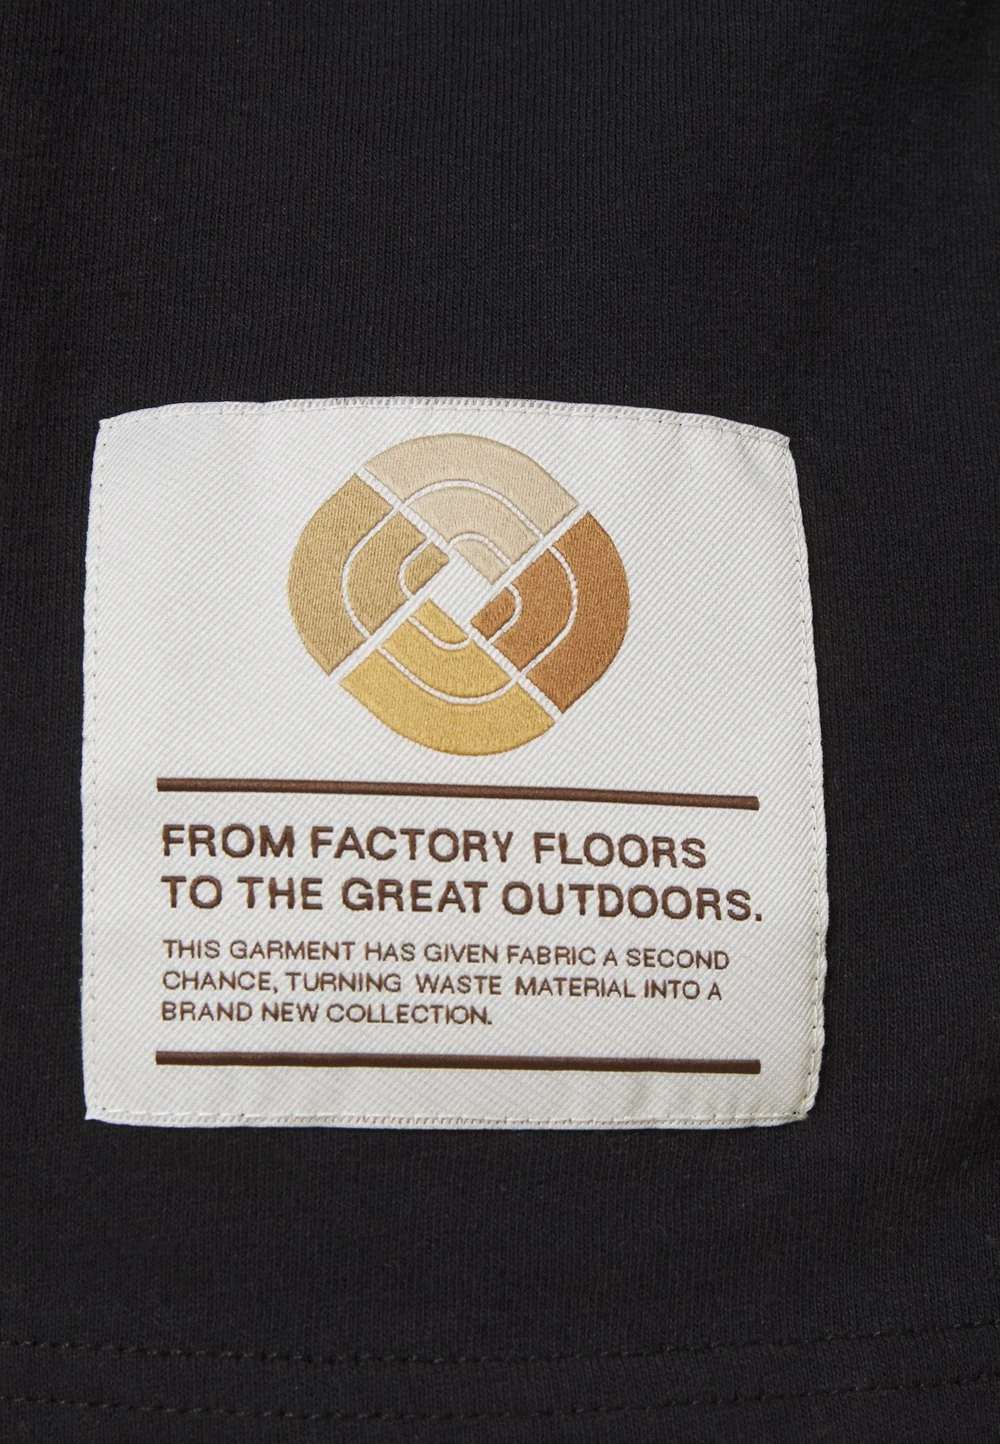 FROM FACTORY FLOORS
TO THE GREAT OUTDOORS.
THIS GARMENT HAS GIVEN FABRIC A SECOND
CHANCE, TURNING WASTE MATERIAL INTO A
BRAND NEW COLLECTION.